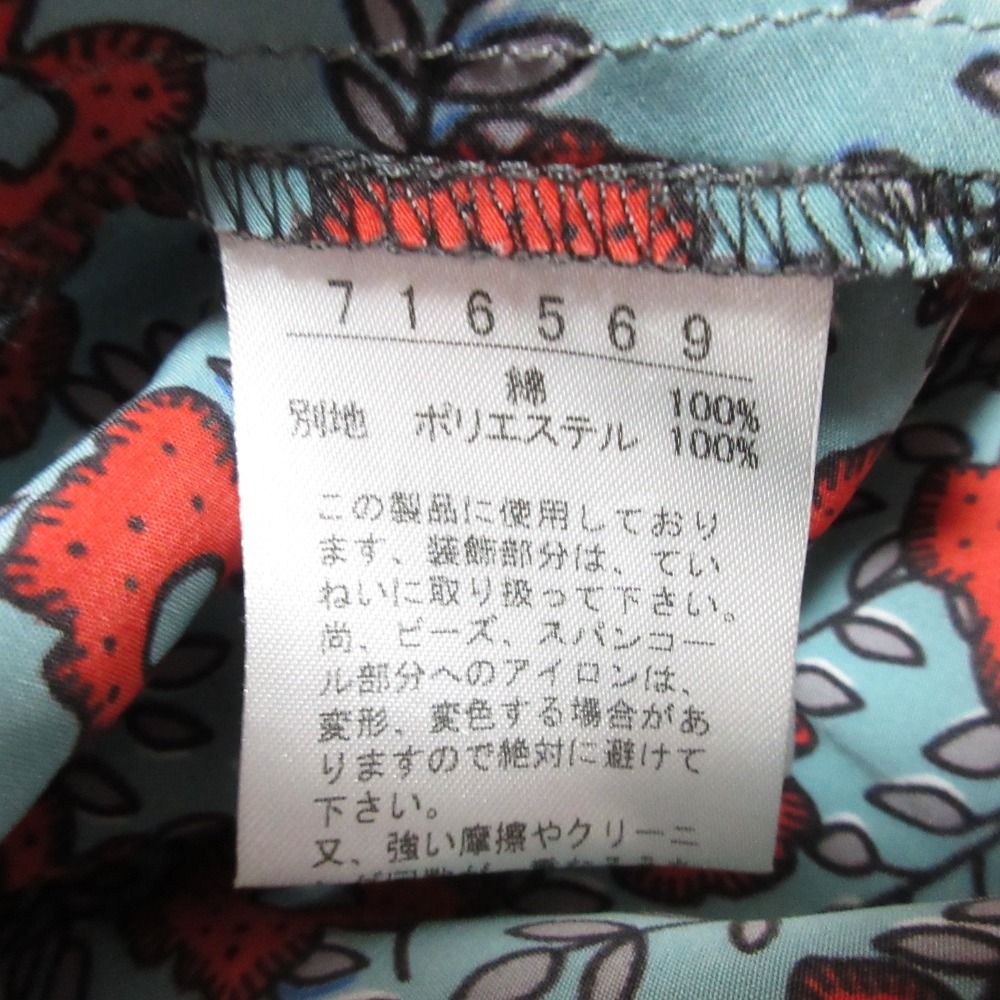 716569
綿 100%
別地 ポリエステル 100%
この製品に使用しており
ます、装飾部分は、てい
ねいに取り扱って下さい。
尚、ビーズ、スパンコー
ル部分へのアイロンは、
変形、変色する場合があ
りますので絶対に避けて
下さい。
又、強い摩擦やクリーニ